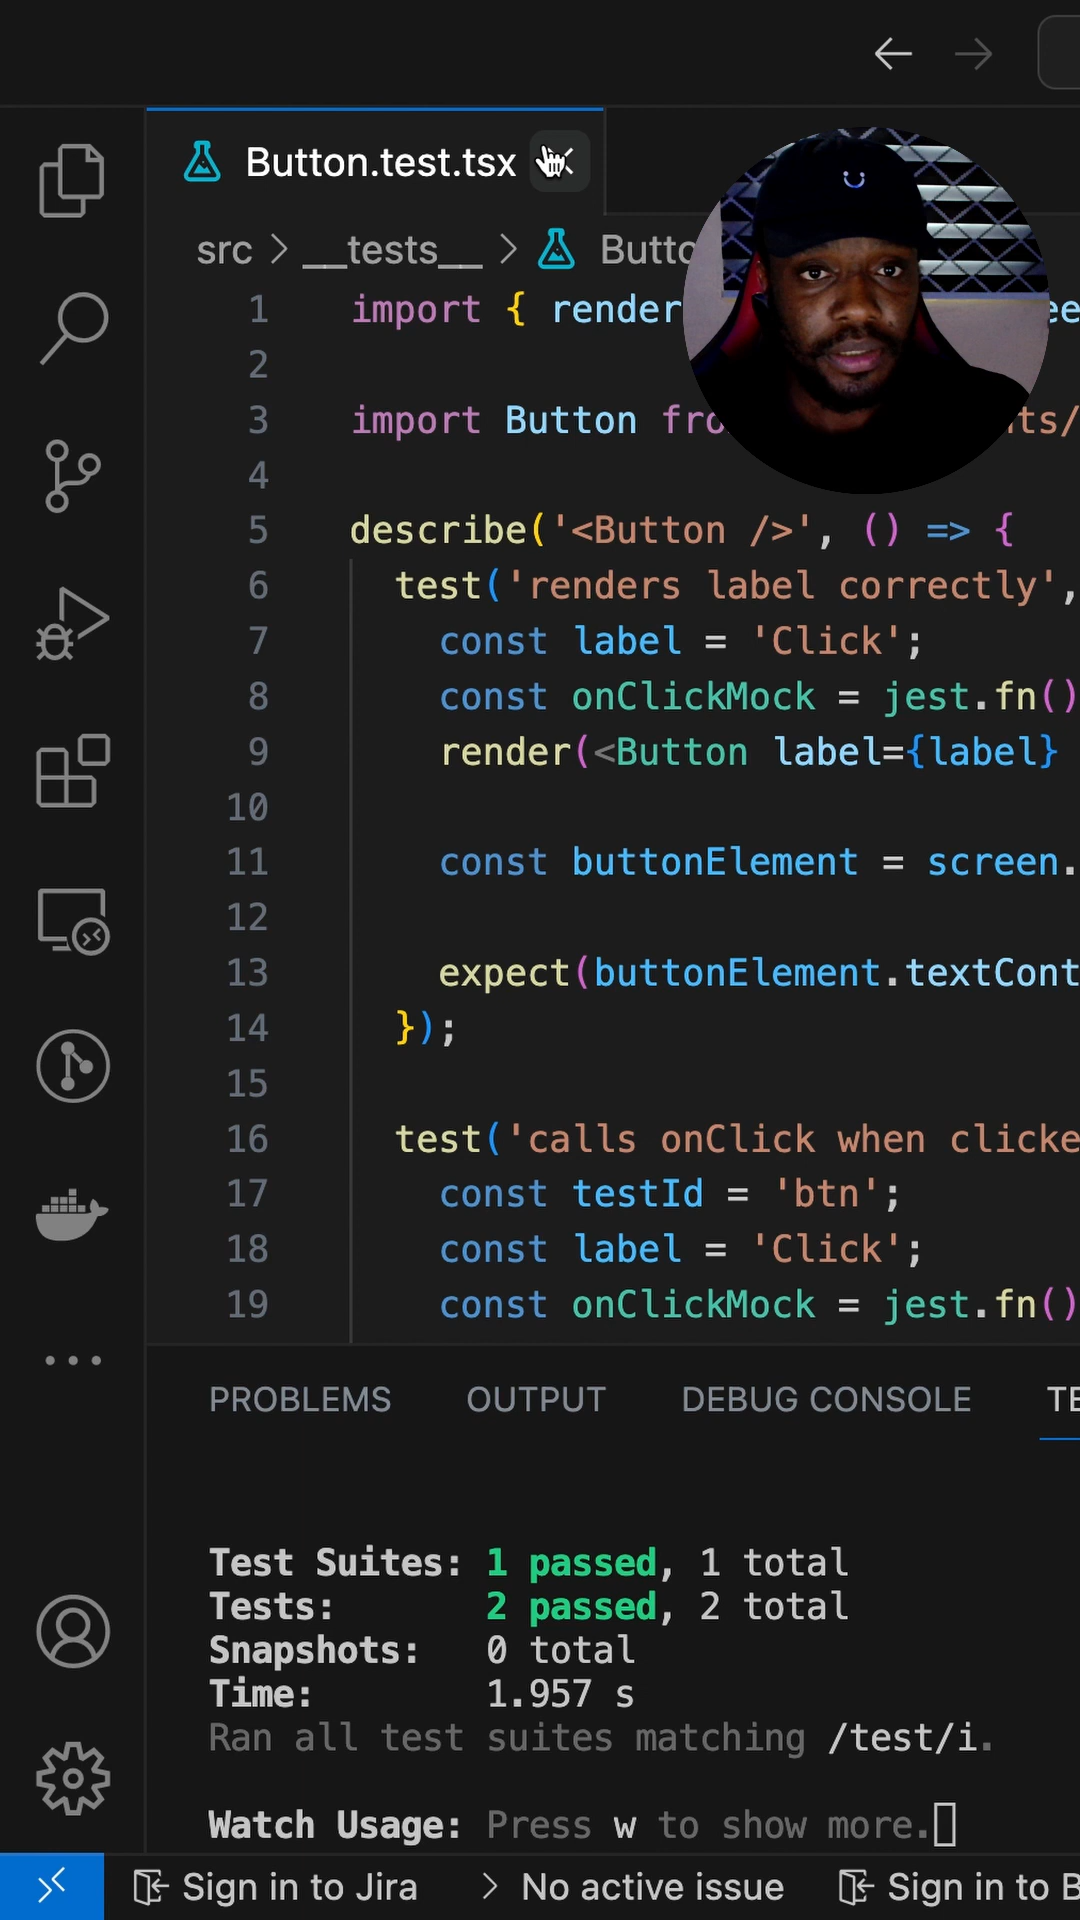 Button.test.tsx
src > __tests__ >
1 import { render
2
3 import Button
4
5 describe('<Button />', () => {
6 test('renders label correctly',
7 const label = 'Click';
8 const onClickMock = jest.fn()
9 render(<Button label={label}
10
11 const buttonElement = screen.
12
13 expect(buttonElement.textCont
14 });
15
16 test('calls onClick when clicke
17 const testId = 'btn';
18 const label = 'Click';
19 const onClickMock = jest.fn()
PROBLEMS OUTPUT DEBUG CONSOLE TE
Test Suites: 1 passed, 1 total
Tests: 2 passed, 2 total
Snapshots: 0 total
Time: 1.957 s
Ran all test suites matching /test/i.
Watch Usage: Press w to show more.
Sign in to Jira > No active issue Sign in to B